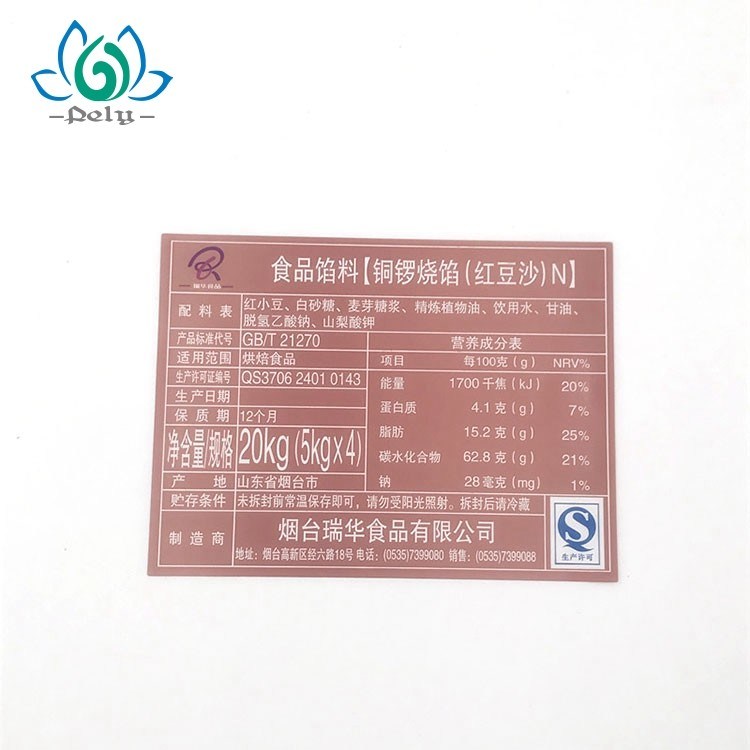 -Pely-
瑞华食品
食品馅料【铜锣烧馅(红豆沙)N】
配料表 红小豆、白砂糖、麦芽糖浆、精炼植物油、饮用水、甘油、
脱氢乙酸钠、山梨酸钾
产品标准代号 GB/T 21270
适用范围 烘焙食品
生产许可证编号 QS3706 2401 0143
生产日期
保质期 12个月
净含量/规格 20kg(5kgx4)
产地 山东省烟台市
营养成分表
项目 每100克(g) NRV%
能量 1700千焦(kJ) 20%
蛋白质 4.1克(g) 7%
脂肪 15.2克(g) 25%
碳水化合物 62.8克(g) 21%
钠 28毫克(mg) 1%
贮存条件 未拆封前常温保存即可,请勿受阳光照射。拆封后请冷藏
制造商 烟台瑞华食品有限公司
地址:烟台高新区经六路18号 电话:(0535)7399080 销售:(0535)7399088
生产许可